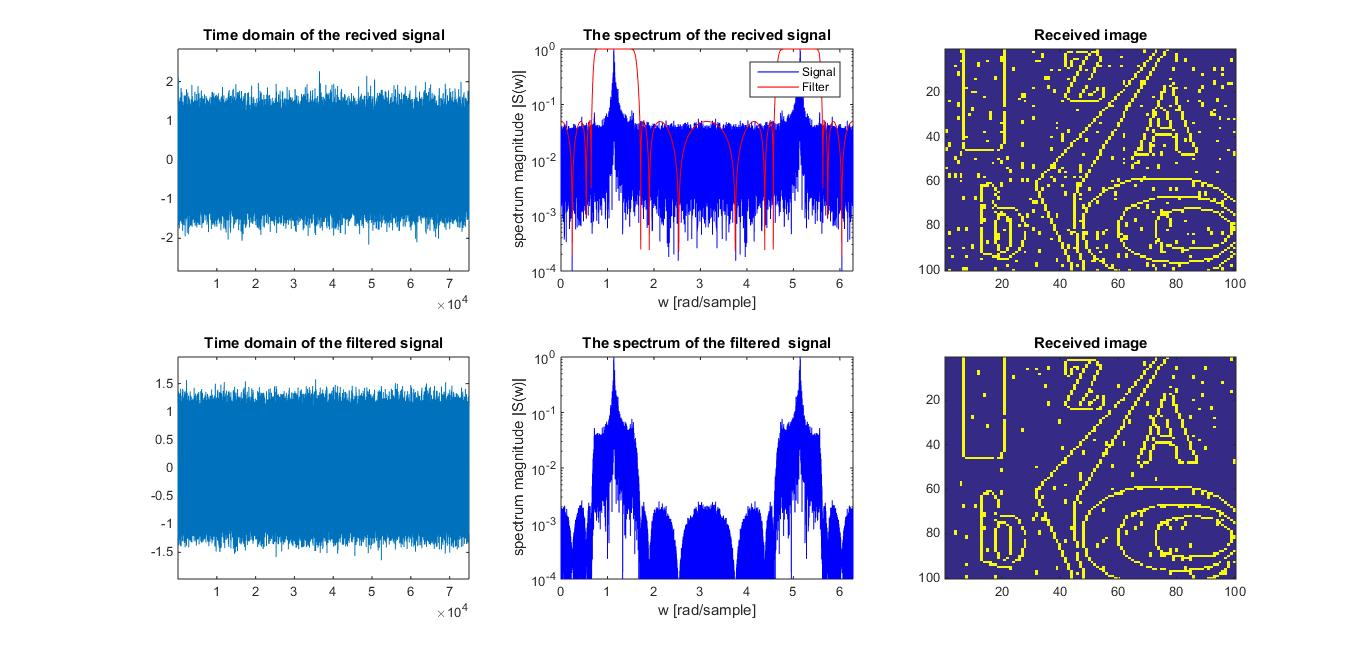 Time domain of the recived signal
2
1
0
-1
-2
1 2 3 4 5 6 7
×10^4
The spectrum of the recived signal
spectrum magnitude |S(w)|
10^0
10^-1
10^-2
10^-3
10^-4
Signal
Filter
0 1 2 3 4 5 6
w [rad/sample]
Received image
20
40
60
80
100
20 40 60 80 100
z
A
b
Time domain of the filtered signal
1.5
1
0.5
0
-0.5
-1
-1.5
1 2 3 4 5 6 7
×10^4
The spectrum of the filtered  signal
spectrum magnitude |S(w)|
10^0
10^-1
10^-2
10^-3
10^-4
0 1 2 3 4 5 6
w [rad/sample]
Received image
20
40
60
80
100
20 40 60 80 100
z
A
b